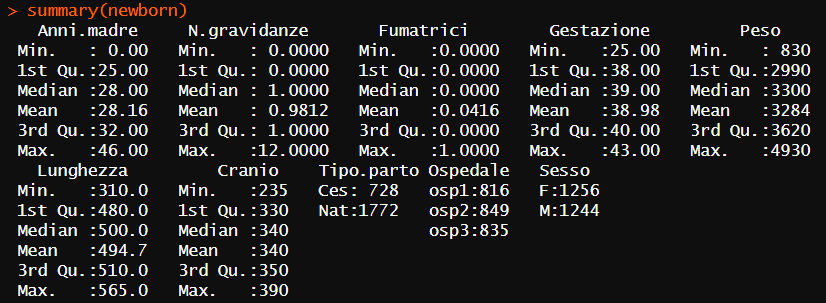 > summary(newborn)
   Anni.madre     N.gravidanze       Fumatrici        Gestazione         Peso
 Min.   : 0.00   Min.   : 0.0000   Min.   :0.0000   Min.   :25.00   Min.   : 830
 1st Qu.:25.00   1st Qu.: 0.0000   1st Qu.:0.0000   1st Qu.:38.00   1st Qu.:2990
 Median :28.00   Median : 1.0000   Median :0.0000   Median :39.00   Median :3300
 Mean   :28.16   Mean   : 0.9812   Mean   :0.0416   Mean   :38.98   Mean   :3284
 3rd Qu.:32.00   3rd Qu.: 1.0000   3rd Qu.:0.0000   3rd Qu.:40.00   3rd Qu.:3620
 Max.   :46.00   Max.   :12.0000   Max.   :1.0000   Max.   :43.00   Max.   :4930
   Lunghezza         Cranio    Tipo.parto Ospedale   Sesso
 Min.   :310.0   Min.   :235   Ces: 728   osp1:816   F:1256
 1st Qu.:480.0   1st Qu.:330   Nat:1772   osp2:849   M:1244
 Median :500.0   Median :340              osp3:835
 Mean   :494.7   Mean   :340
 3rd Qu.:510.0   3rd Qu.:350
 Max.   :565.0   Max.   :390